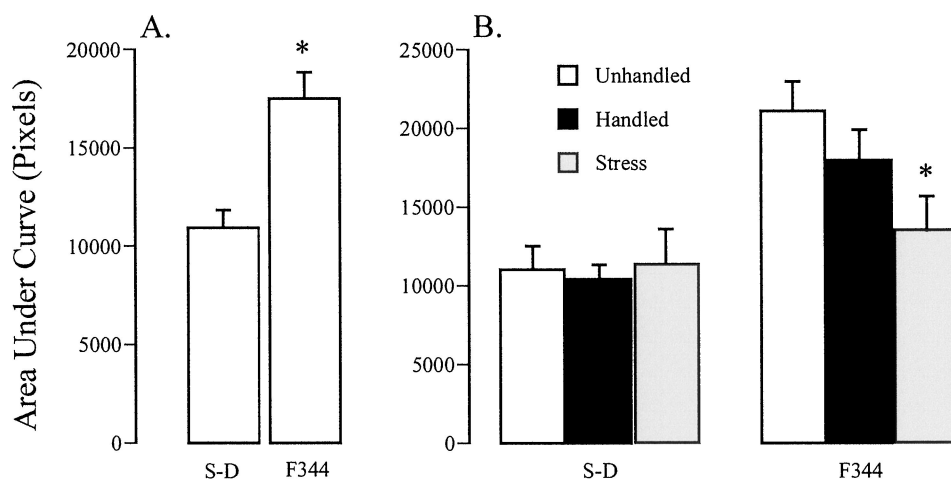 A.
B.
Area Under Curve (Pixels)
20000
15000
10000
5000
0
*
S-D
F344
25000
20000
15000
10000
5000
0
Unhandled
Handled
Stress
*
S-D
F344